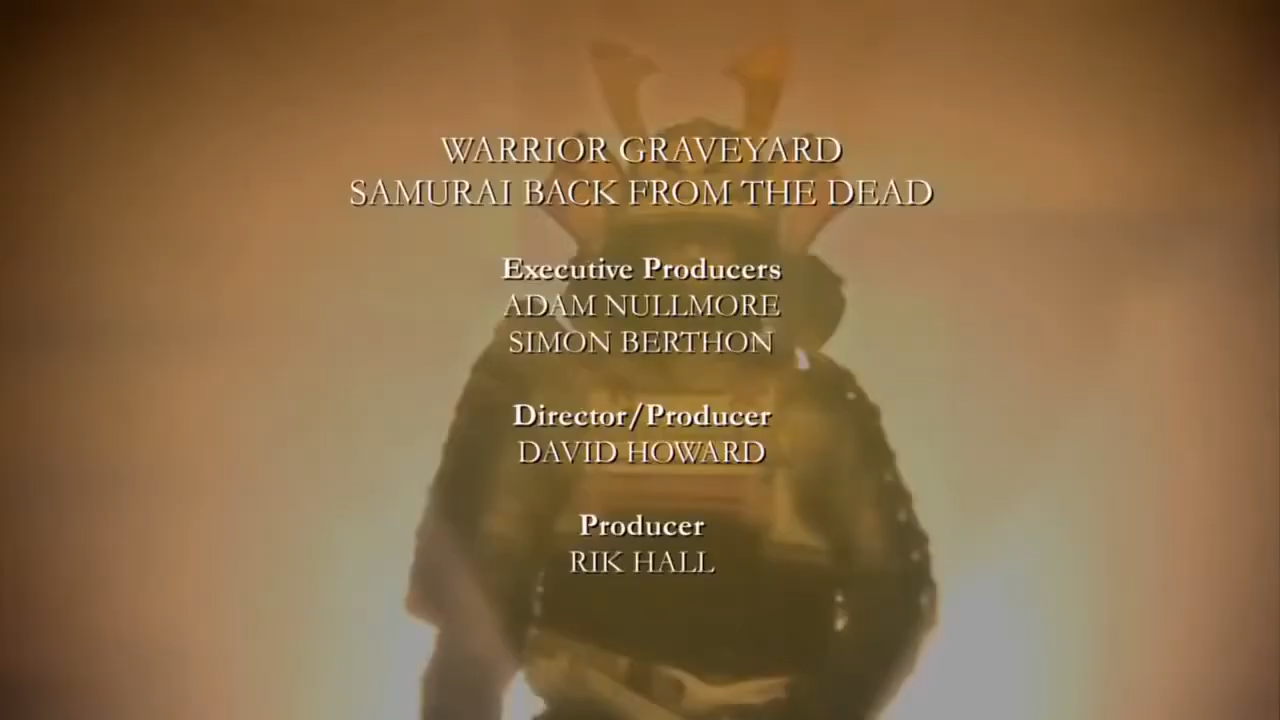 WARRIOR GRAVEYARD
SAMURAI BACK FROM THE DEAD
Executive Producers
ADAM NULLMORE
SIMON BERTHON
Director/Producer
DAVID HOWARD
Producer
RIK HALL